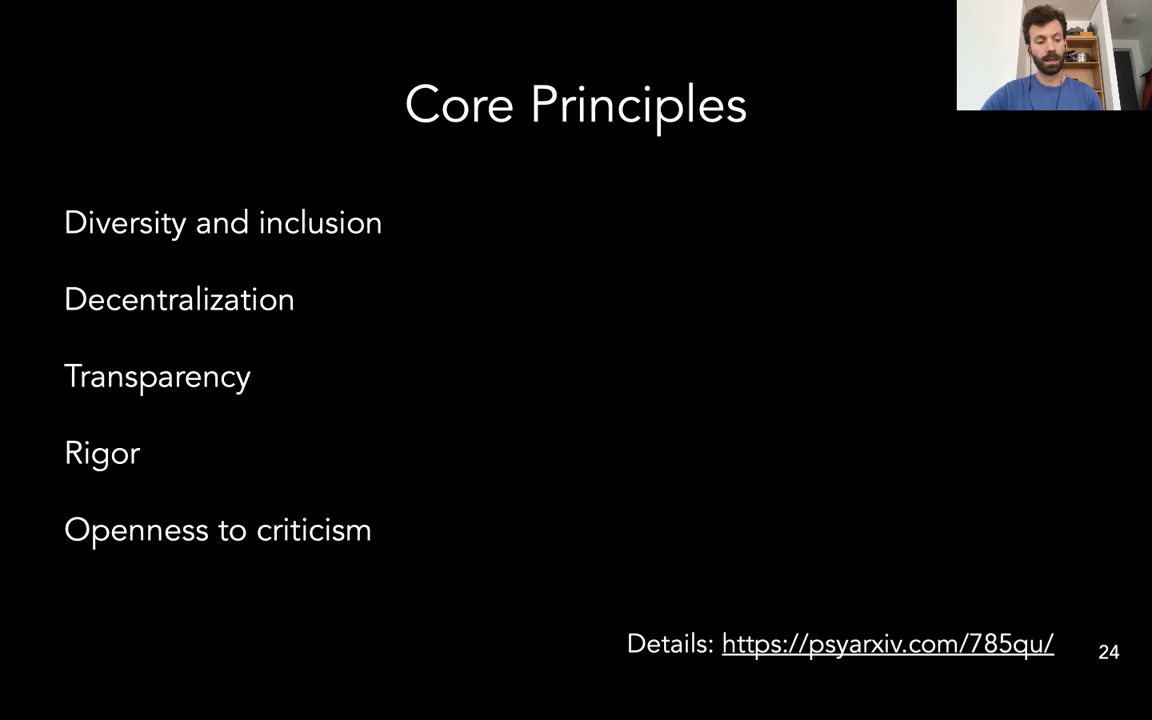 Core Principles
Diversity and inclusion
Decentralization
Transparency
Rigor
Openness to criticism
Details: https://psyarxiv.com/785qu/
24